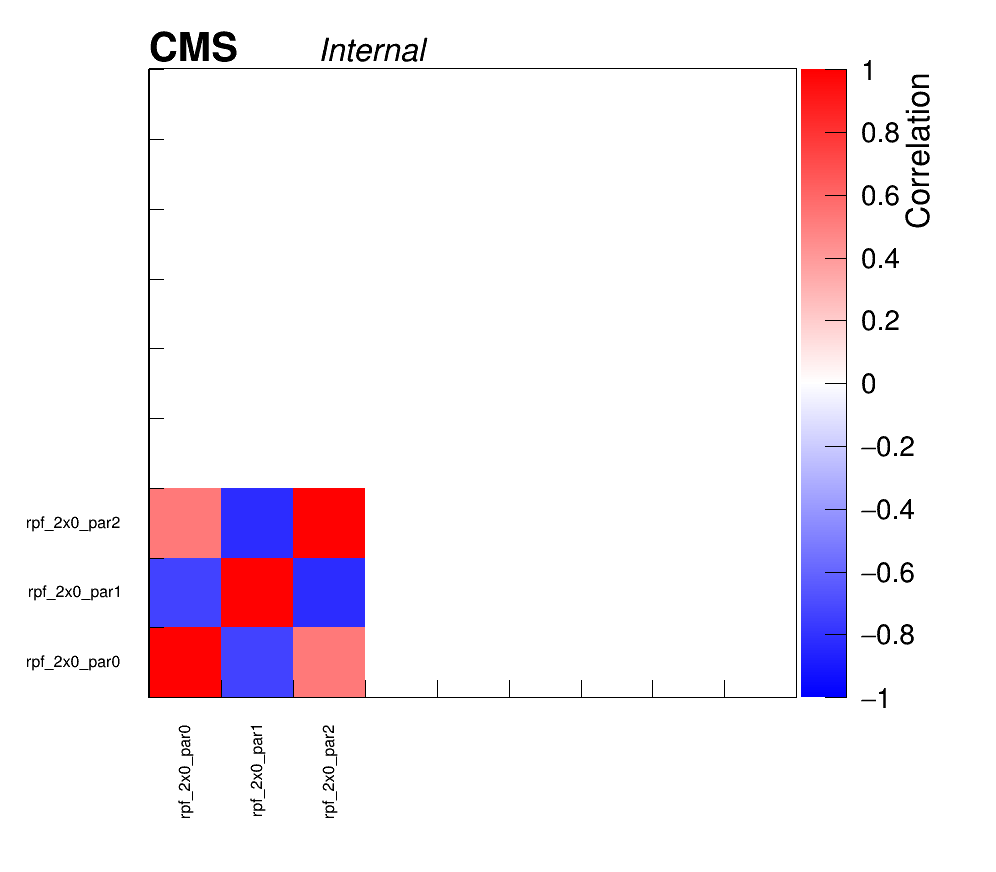 CMS Internal
1
0.8
0.6
0.4
0.2
0
−0.2
−0.4
−0.6
−0.8
−1
Correlation
rpf_2x0_par2
rpf_2x0_par1
rpf_2x0_par0
rpf_2x0_par0
rpf_2x0_par1
rpf_2x0_par2